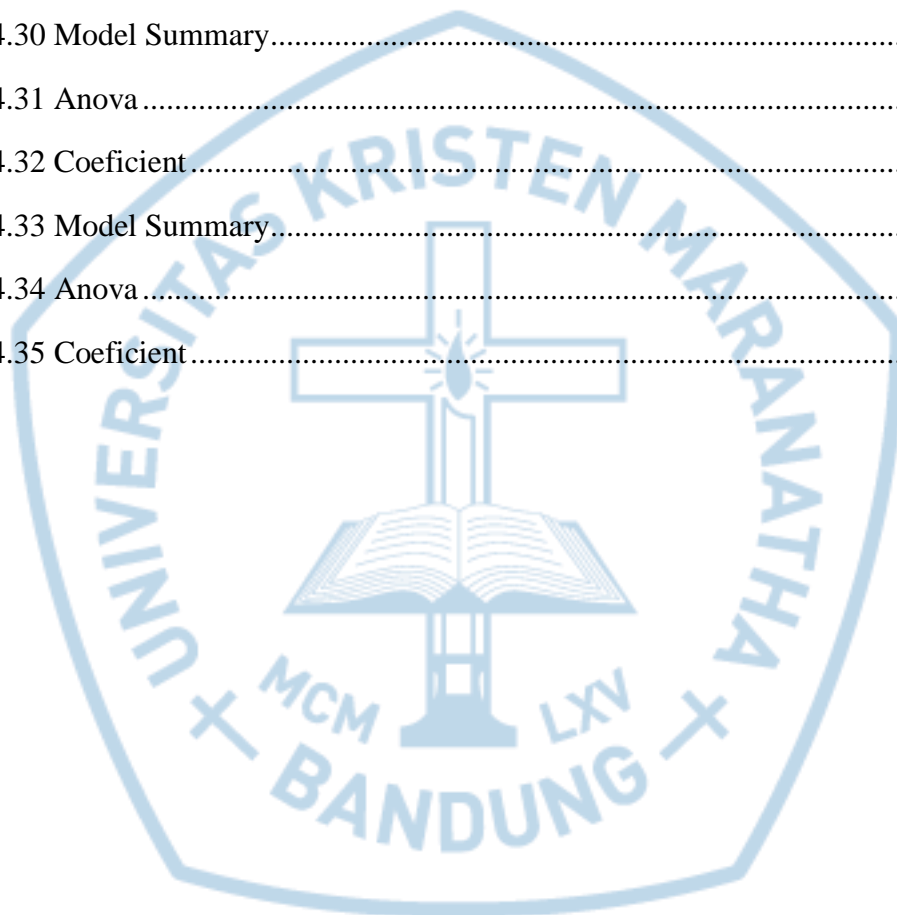 4.30 Model Summary..............................................................................
4.31 Anova..............................................................................................
4.32 Coeficient........................................................................................
4.33 Model Summary..............................................................................
4.34 Anova..............................................................................................
4.35 Coeficient........................................................................................
UNIVERSITAS KRISTEN MARANATHA
MCM LXV
BANDUNG